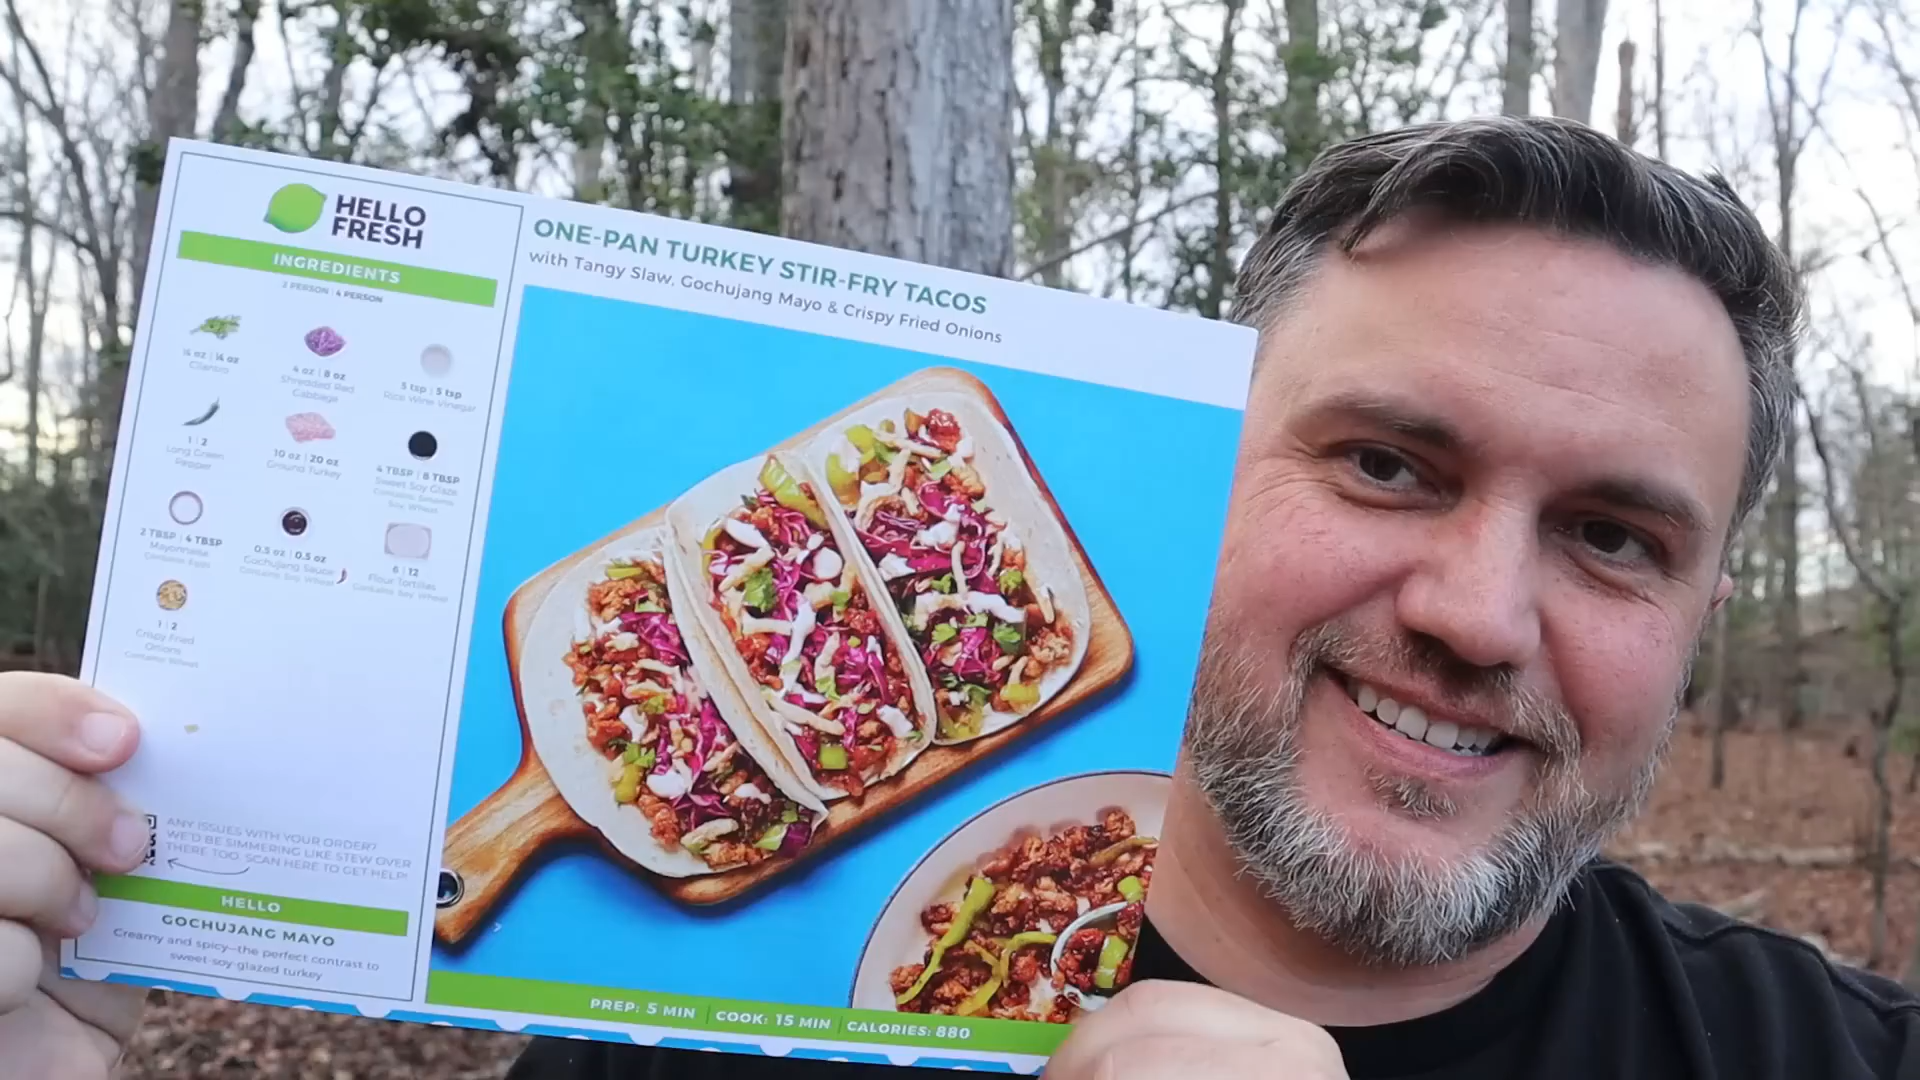 HELLO
FRESH
INGREDIENTS
2 PERSON | 4 PERSON
¼ oz | ¼ oz
Cilantro
4 oz | 8 oz
Shredded Red
Cabbage
5 tsp | 5 tsp
Rice Wine Vinegar
1 | 2
Long Green
Pepper
10 oz | 20 oz
Ground Turkey
4 TBSP | 8 TBSP
Sweet Soy Glaze
Contains: Sesame,
Soy, Wheat
2 TBSP | 4 TBSP
Mayonnaise
Contains: Eggs
0.5 oz | 0.5 oz
Gochujang Sauce
Contains: Soy, Wheat
6 | 12
Flour Tortillas
Contains: Soy, Wheat
1 | 2
Crispy Fried
Onions
Contains: Wheat
ANY ISSUES WITH YOUR ORDER?
WE'D BE SIMMERING LIKE STEW OVER
THERE TOO. SCAN HERE TO GET HELP!
HELLO
GOCHUJANG MAYO
Creamy and spicy—the perfect contrast to
sweet-soy-glazed turkey
ONE-PAN TURKEY STIR-FRY TACOS
with Tangy Slaw, Gochujang Mayo & Crispy Fried Onions
PREP: 5 MIN | COOK: 15 MIN | CALORIES: 880